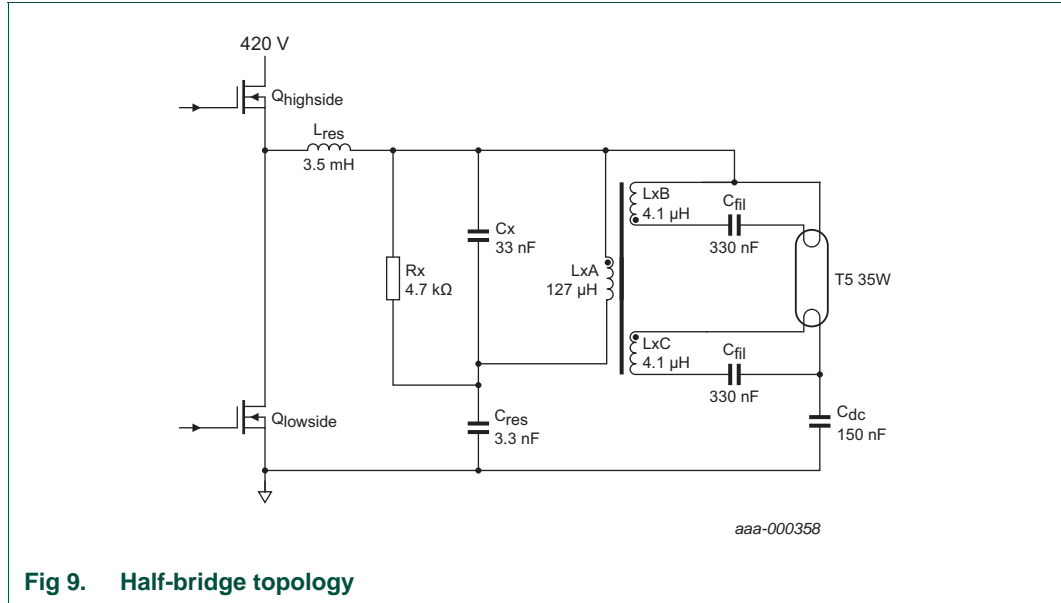 420 V
Qhighside
Lres
3.5 mH
LxB
4.1 μH
Cfil
330 nF
Cx
33 nF
Rx
4.7 kΩ
LxA
127 μH
T5 35W
LxC
4.1 μH
Cfil
330 nF
Qlowside
Cres
3.3 nF
Cdc
150 nF
aaa-000358
Fig 9. Half-bridge topology